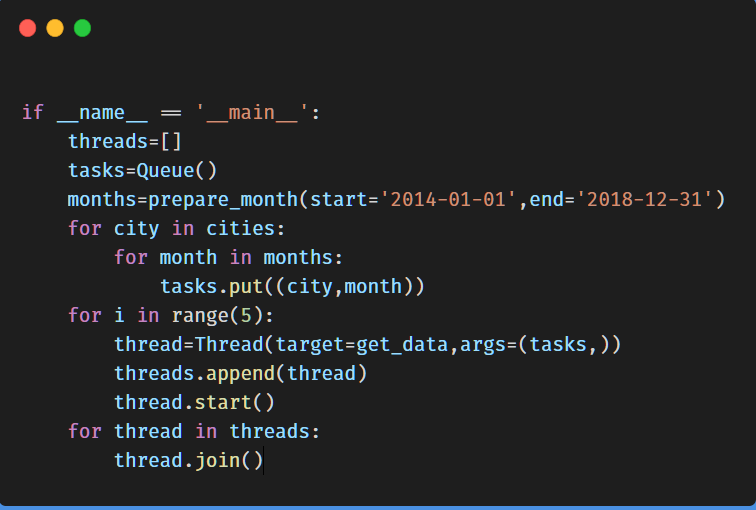 if __name__ == '__main__':
    threads=[]
    tasks=Queue()
    months=prepare_month(start='2014-01-01',end='2018-12-31')
    for city in cities:
        for month in months:
            tasks.put((city,month))
    for i in range(5):
        thread=Thread(target=get_data,args=(tasks,))
        threads.append(thread)
        thread.start()
    for thread in threads:
        thread.join()